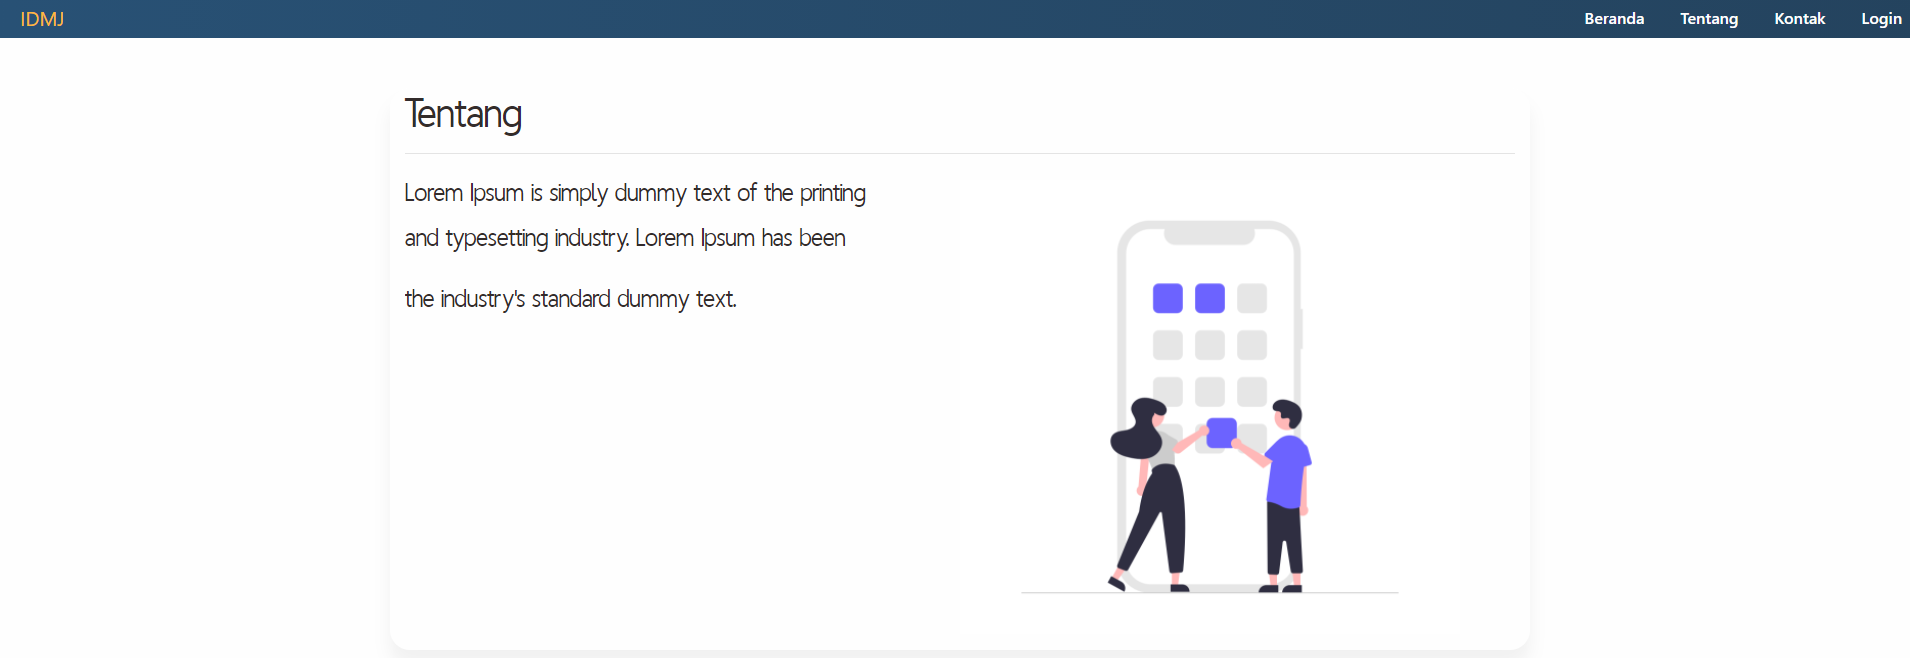 IDMJ
Beranda
Tentang
Kontak
Login
Tentang
Lorem Ipsum is simply dummy text of the printing
and typesetting industry. Lorem Ipsum has been
the industry's standard dummy text.